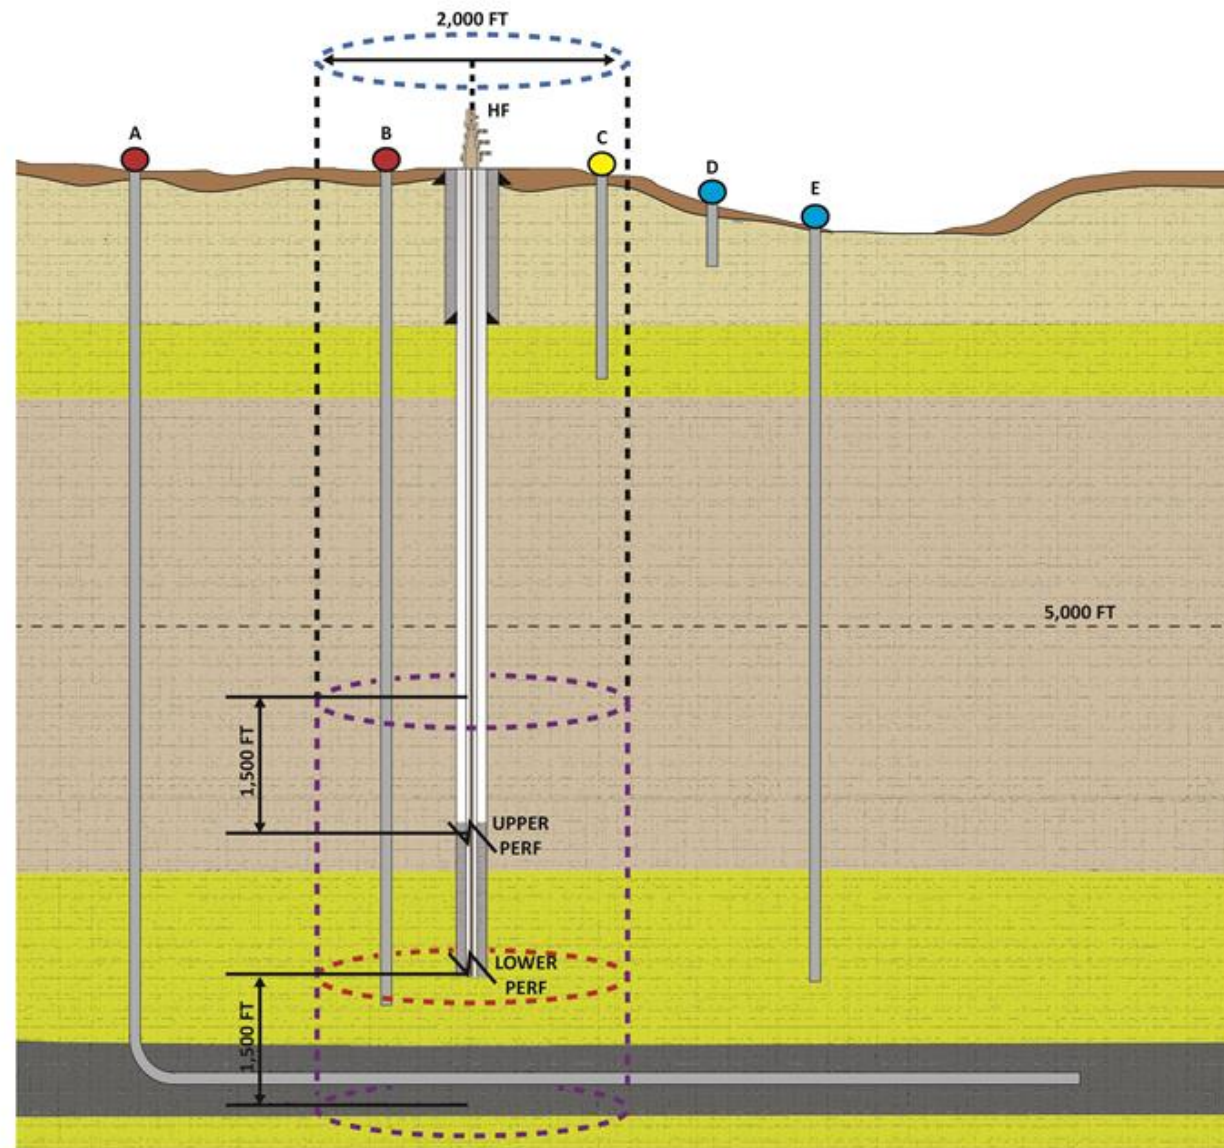 2,000 FT
HF
A
B
C
D
E
5,000 FT
1,500 FT
UPPER
PERF
LOWER
PERF
1,500 FT